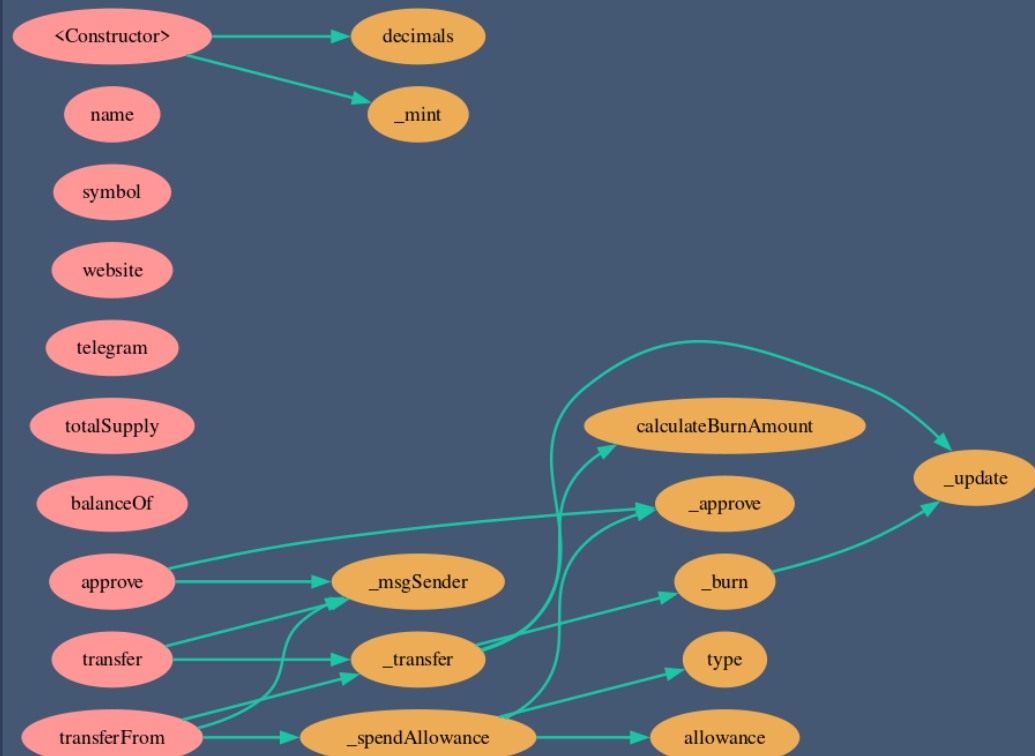 <Constructor>
decimals
_mint
name
symbol
website
telegram
totalSupply
calculateBurnAmount
_update
balanceOf
_approve
approve
_msgSender
_burn
transfer
_transfer
type
transferFrom
_spendAllowance
allowance